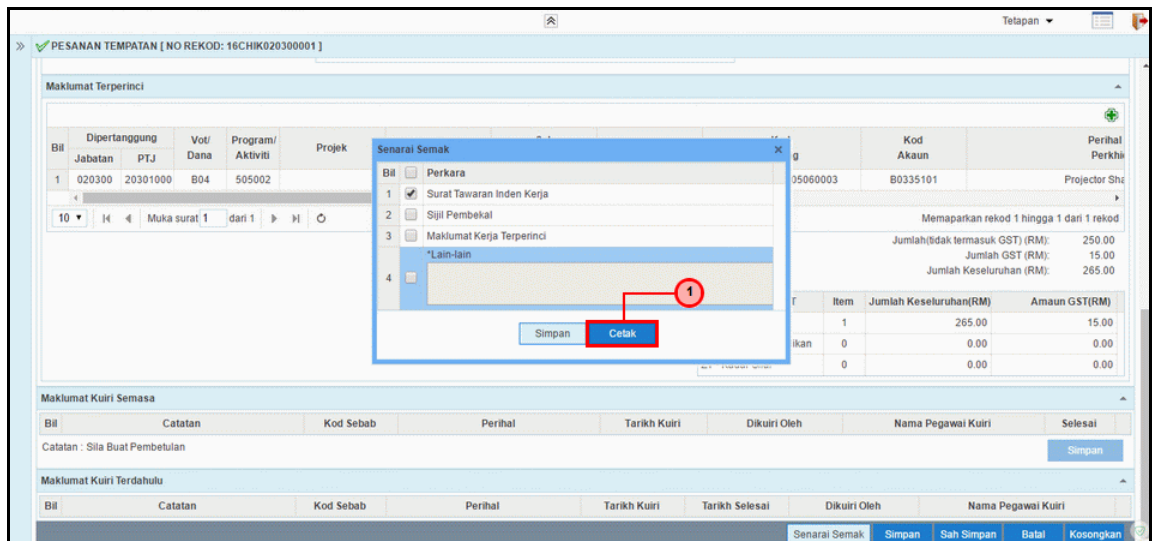 Tetapan
PESANAN TEMPATAN [ NO REKOD: 16CHIK020300001 ]
Maklumat Terperinci
Bil Dipertanggung Vot/ Dana Program/ Aktiviti Projek Kod Akaun Perihal
Jabatan PTJ
1 020300 20301000 B04 505002 05060003 B0335101 Projector Sha
10 Muka surat 1 dari 1 Memaparkan rekod 1 hingga 1 dari 1 rekod
Senarai Semak
Bil Perkara
1 Surat Tawaran Inden Kerja
2 Sijil Pembekal
3 Maklumat Kerja Terperinci
4 *Lain-lain
1
Simpan Cetak
Jumlah(tidak termasuk GST) (RM): 250.00
Jumlah GST (RM): 15.00
Jumlah Keseluruhan (RM): 265.00
Item Jumlah Keseluruhan(RM) Amaun GST(RM)
1 265.00 15.00
ikan 0 0.00 0.00
0 0.00 0.00
Maklumat Kuiri Semasa
Bil Catatan Kod Sebab Perihal Tarikh Kuiri Dikuiri Oleh Nama Pegawai Kuiri Selesai
Catatan : Sila Buat Pembetulan Simpan
Maklumat Kuiri Terdahulu
Bil Catatan Kod Sebab Perihal Tarikh Kuiri Tarikh Selesai Dikuiri Oleh Nama Pegawai Kuiri
Senarai Semak Simpan Sah Simpan Batal Kosongkan